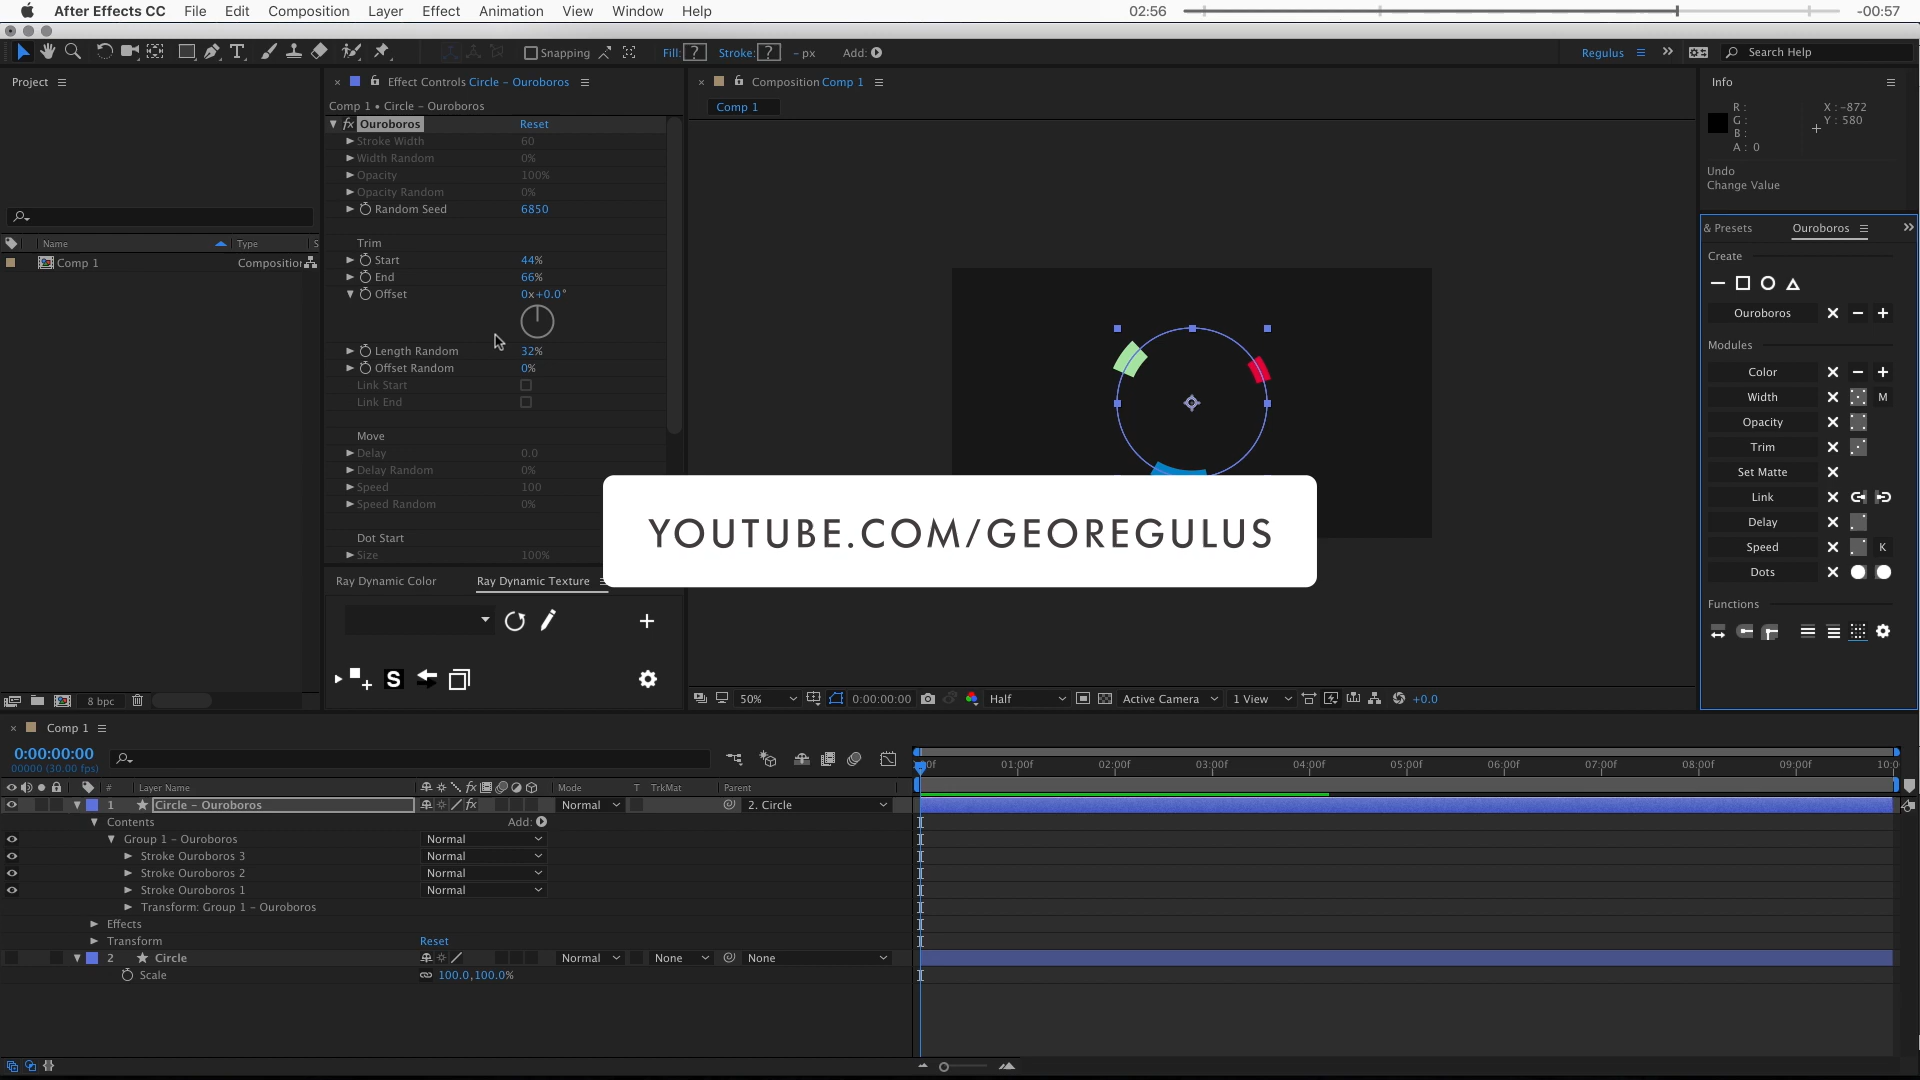 After Effects CC File Edit Composition Layer Effect Animation View Window Help 02:56 -00:57
Snapping Fill: ? Stroke: ? - px Add: Regulus Search Help
Project
Effect Controls Circle – Ouroboros
Comp 1 • Circle – Ouroboros
fx Ouroboros Reset
Stroke Width 60
Width Random 0%
Opacity 100%
Opacity Random 0%
Random Seed 6850
Trim
Start 44%
End 66%
Offset 0x+0.0°
Length Random 32%
Offset Random 0%
Link Start
Link End
Move
Delay 0.0
Delay Random 0%
Speed 100
Speed Random 0%
Dot Start
Size 100%
Name Type S
Comp 1 Composition
8 bpc
Ray Dynamic Color Ray Dynamic Texture
S
Composition Comp 1
Comp 1
YOUTUBE.COM/GEOREGULUS
50% 0:00:00:00 Half Active Camera 1 View +0.0
Info
R: X: -872
G: Y: 580
B:
A: 0
Undo
Change Value
& Presets Ouroboros
Create
Ouroboros
Modules
Color
Width M
Opacity
Trim
Set Matte
Link
Delay
Speed K
Dots
Functions
Comp 1
0:00:00:00
00000 (30.00 fps)
# Layer Name fx Mode T TrkMat Parent
1 Circle – Ouroboros fx Normal 2. Circle
Contents Add:
Group 1 – Ouroboros Normal
Stroke Ouroboros 3 Normal
Stroke Ouroboros 2 Normal
Stroke Ouroboros 1 Normal
Transform: Group 1 – Ouroboros
Effects
Transform Reset
2 Circle Normal None None
Scale 100.0,100.0%
01:00f 02:00f 03:00f 04:00f 05:00f 06:00f 07:00f 08:00f 09:00f 10:0